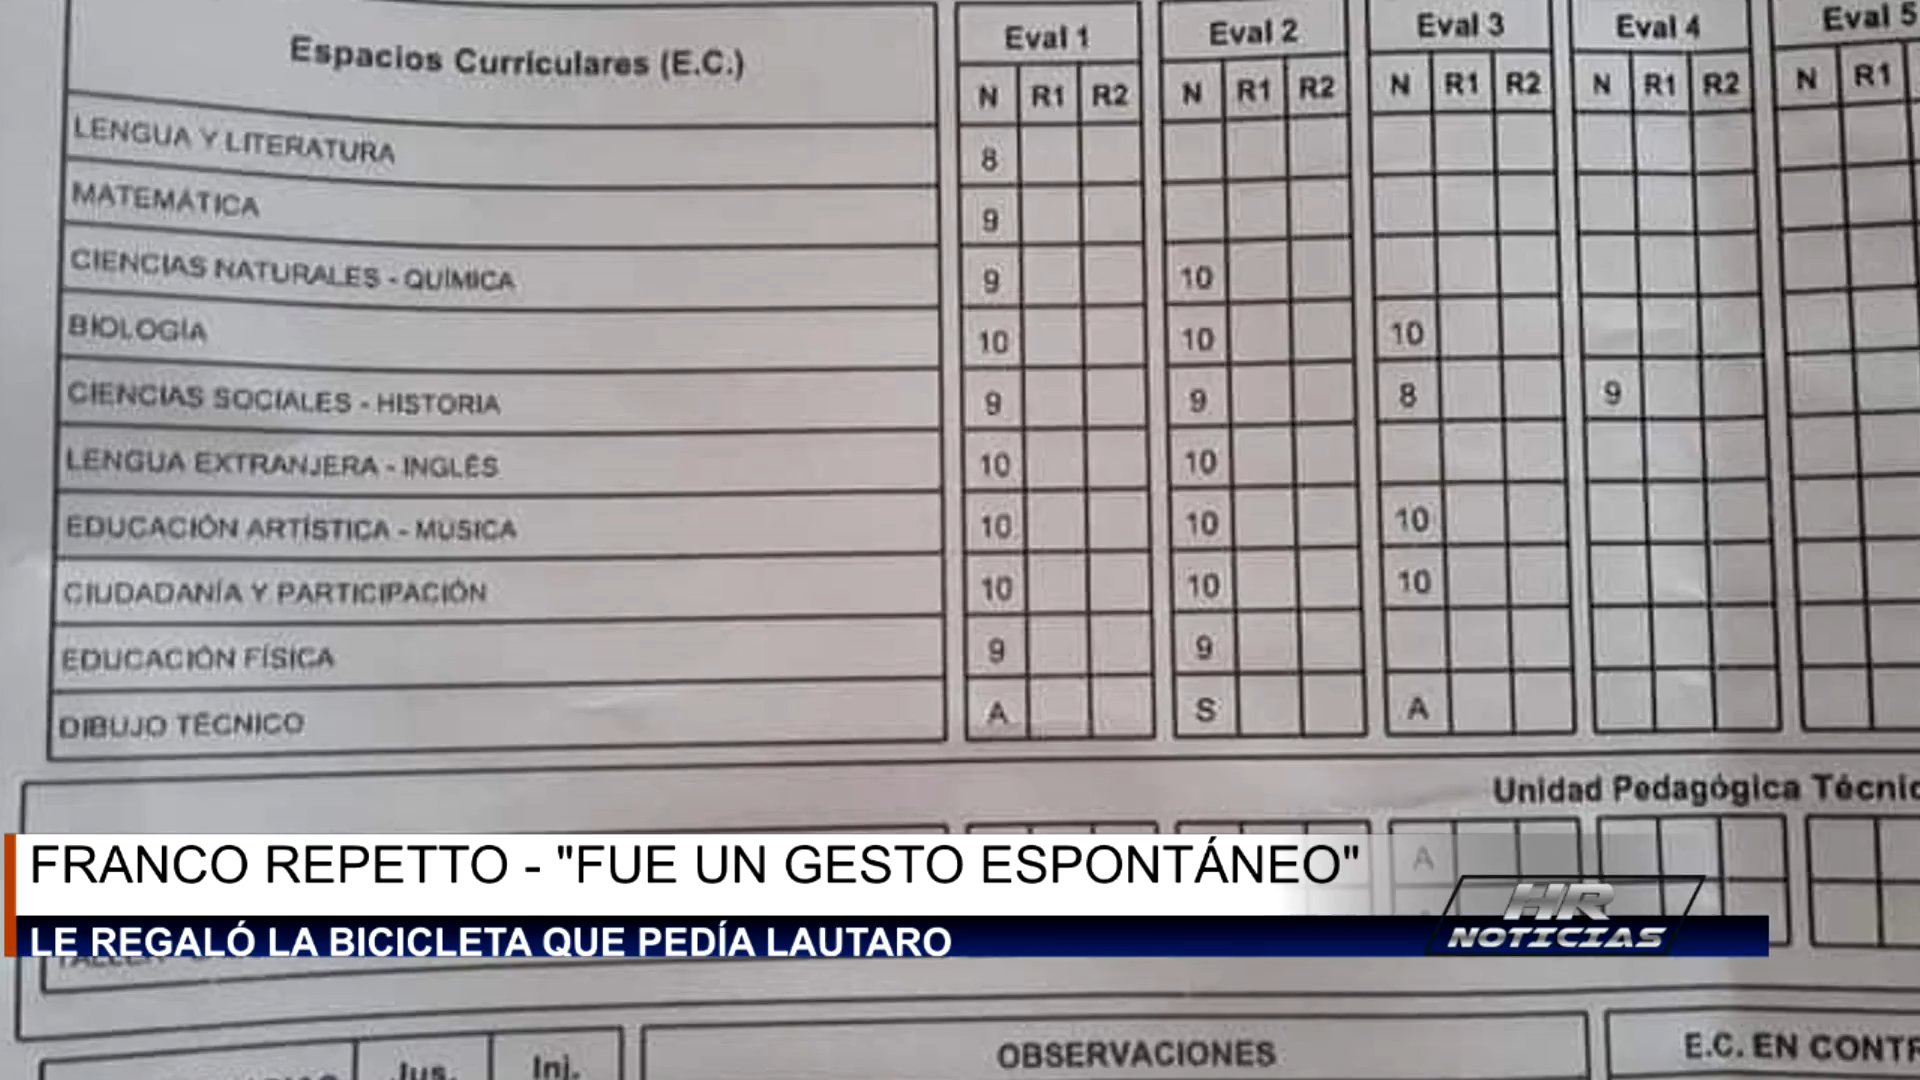 Espacios Curriculares (E.C.) Eval 1 Eval 2 Eval 3 Eval 4 Eval 5
N R1 R2 N R1 R2 N R1 R2 N R1 R2 N R1
LENGUA Y LITERATURA 8
MATEMÁTICA 9
CIENCIAS NATURALES - QUÍMICA 9 10
BIOLOGÍA 10 10 10
CIENCIAS SOCIALES - HISTORIA 9 9 8 9
LENGUA EXTRANJERA - INGLÉS 10 10
EDUCACIÓN ARTÍSTICA - MÚSICA 10 10 10
CIUDADANÍA Y PARTICIPACIÓN 10 10 10
EDUCACIÓN FÍSICA 9 9
DIBUJO TÉCNICO A S A
Unidad Pedagógica Técnic
A
FRANCO REPETTO - "FUE UN GESTO ESPONTÁNEO"
LE REGALÓ LA BICICLETA QUE PEDÍA LAUTARO
HR
NOTICIAS
Jus. Inj. OBSERVACIONES E.C. EN CONTR